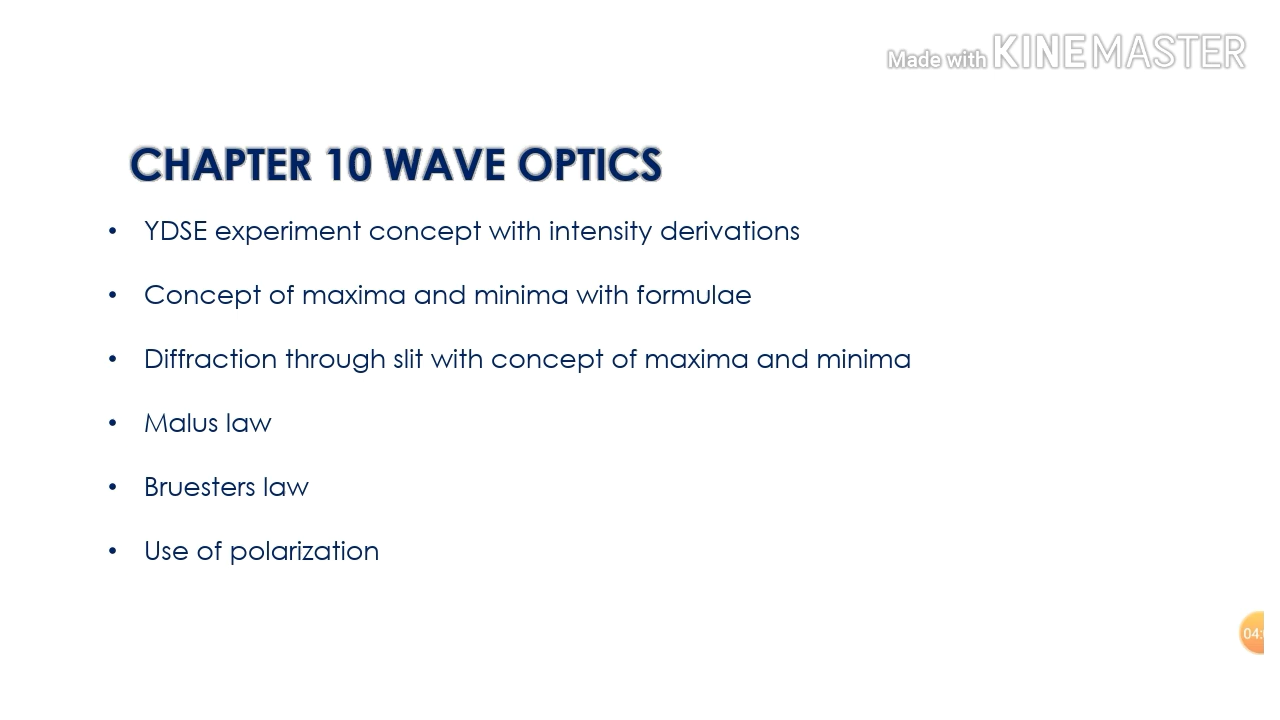 Made with KINEMASTER
CHAPTER 10 WAVE OPTICS
• YDSE experiment concept with intensity derivations
• Concept of maxima and minima with formulae
• Diffraction through slit with concept of maxima and minima
• Malus law
• Bruesters law
• Use of polarization